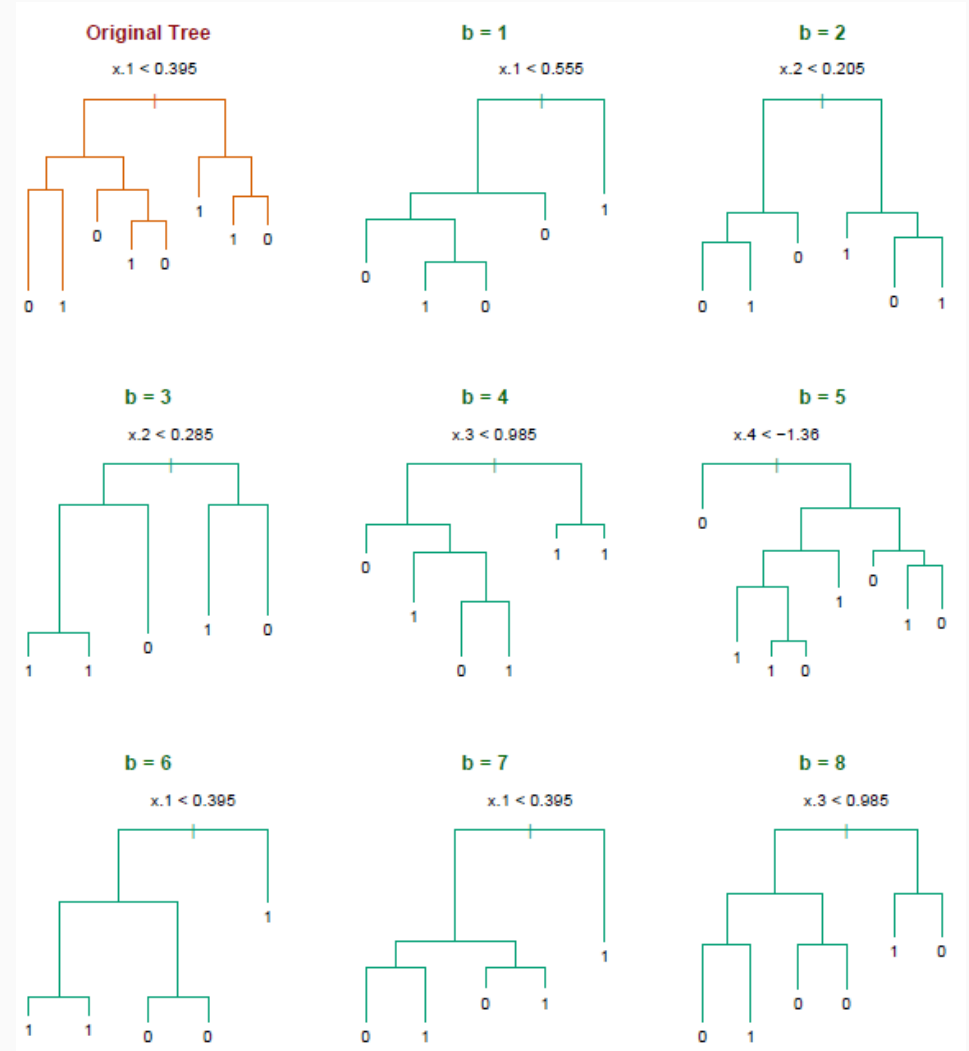 Original Tree
x.1 < 0.395
0 1 0 1 0 1 1 0
b = 1
x.1 < 0.555
0 1 0 0 1
b = 2
x.2 < 0.205
0 1 0 1 0 1
b = 3
x.2 < 0.285
1 1 0 1 0
b = 4
x.3 < 0.985
0 1 0 1 1 1
b = 5
x.4 < −1.36
0 1 1 0 1 0 1 0
b = 6
x.1 < 0.395
1 1 0 0 1
b = 7
x.1 < 0.395
0 1 0 1 1
b = 8
x.3 < 0.985
0 1 0 0 1 0